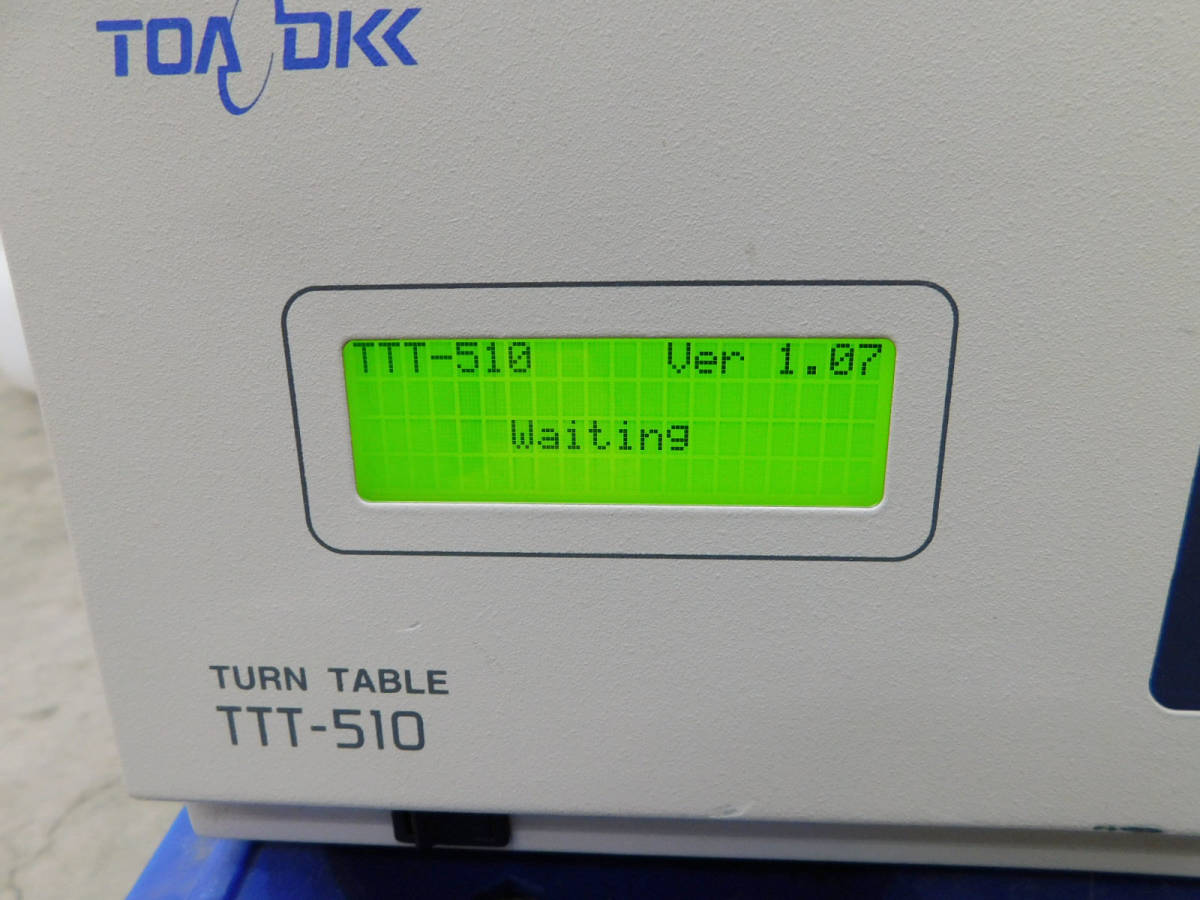 TOA DKK
TTT-510 Ver 1.07
Waiting
TURN TABLE
TTT-510